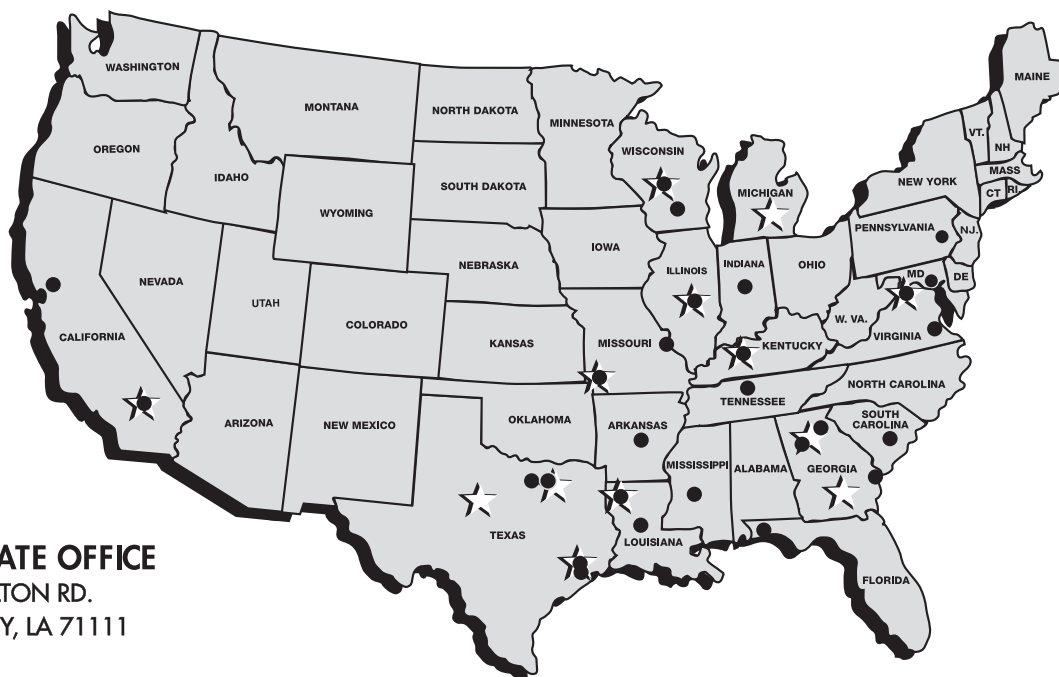 WASHINGTON
MAINE
MONTANA
NORTH DAKOTA
MINNESOTA
VT.
OREGON
NH
WISCONSIN
MASS
IDAHO
NEW YORK
SOUTH DAKOTA
MICHIGAN
CT
RI.
WYOMING
PENNSYLVANIA
NJ.
IOWA
NEBRASKA
ILLINOIS
INDIANA
OHIO
MD
DE
NEVADA
UTAH
COLORADO
W. VA.
CALIFORNIA
KANSAS
MISSOURI
KENTUCKY
VIRGINIA
NORTH CAROLINA
TENNESSEE
ARIZONA
NEW MEXICO
OKLAHOMA
ARKANSAS
SOUTH
CAROLINA
MISSISSIPPI
ALABAMA
GEORGIA
TEXAS
LOUISIANA
FLORIDA
ATE OFFICE
TON RD.
Y, LA 71111